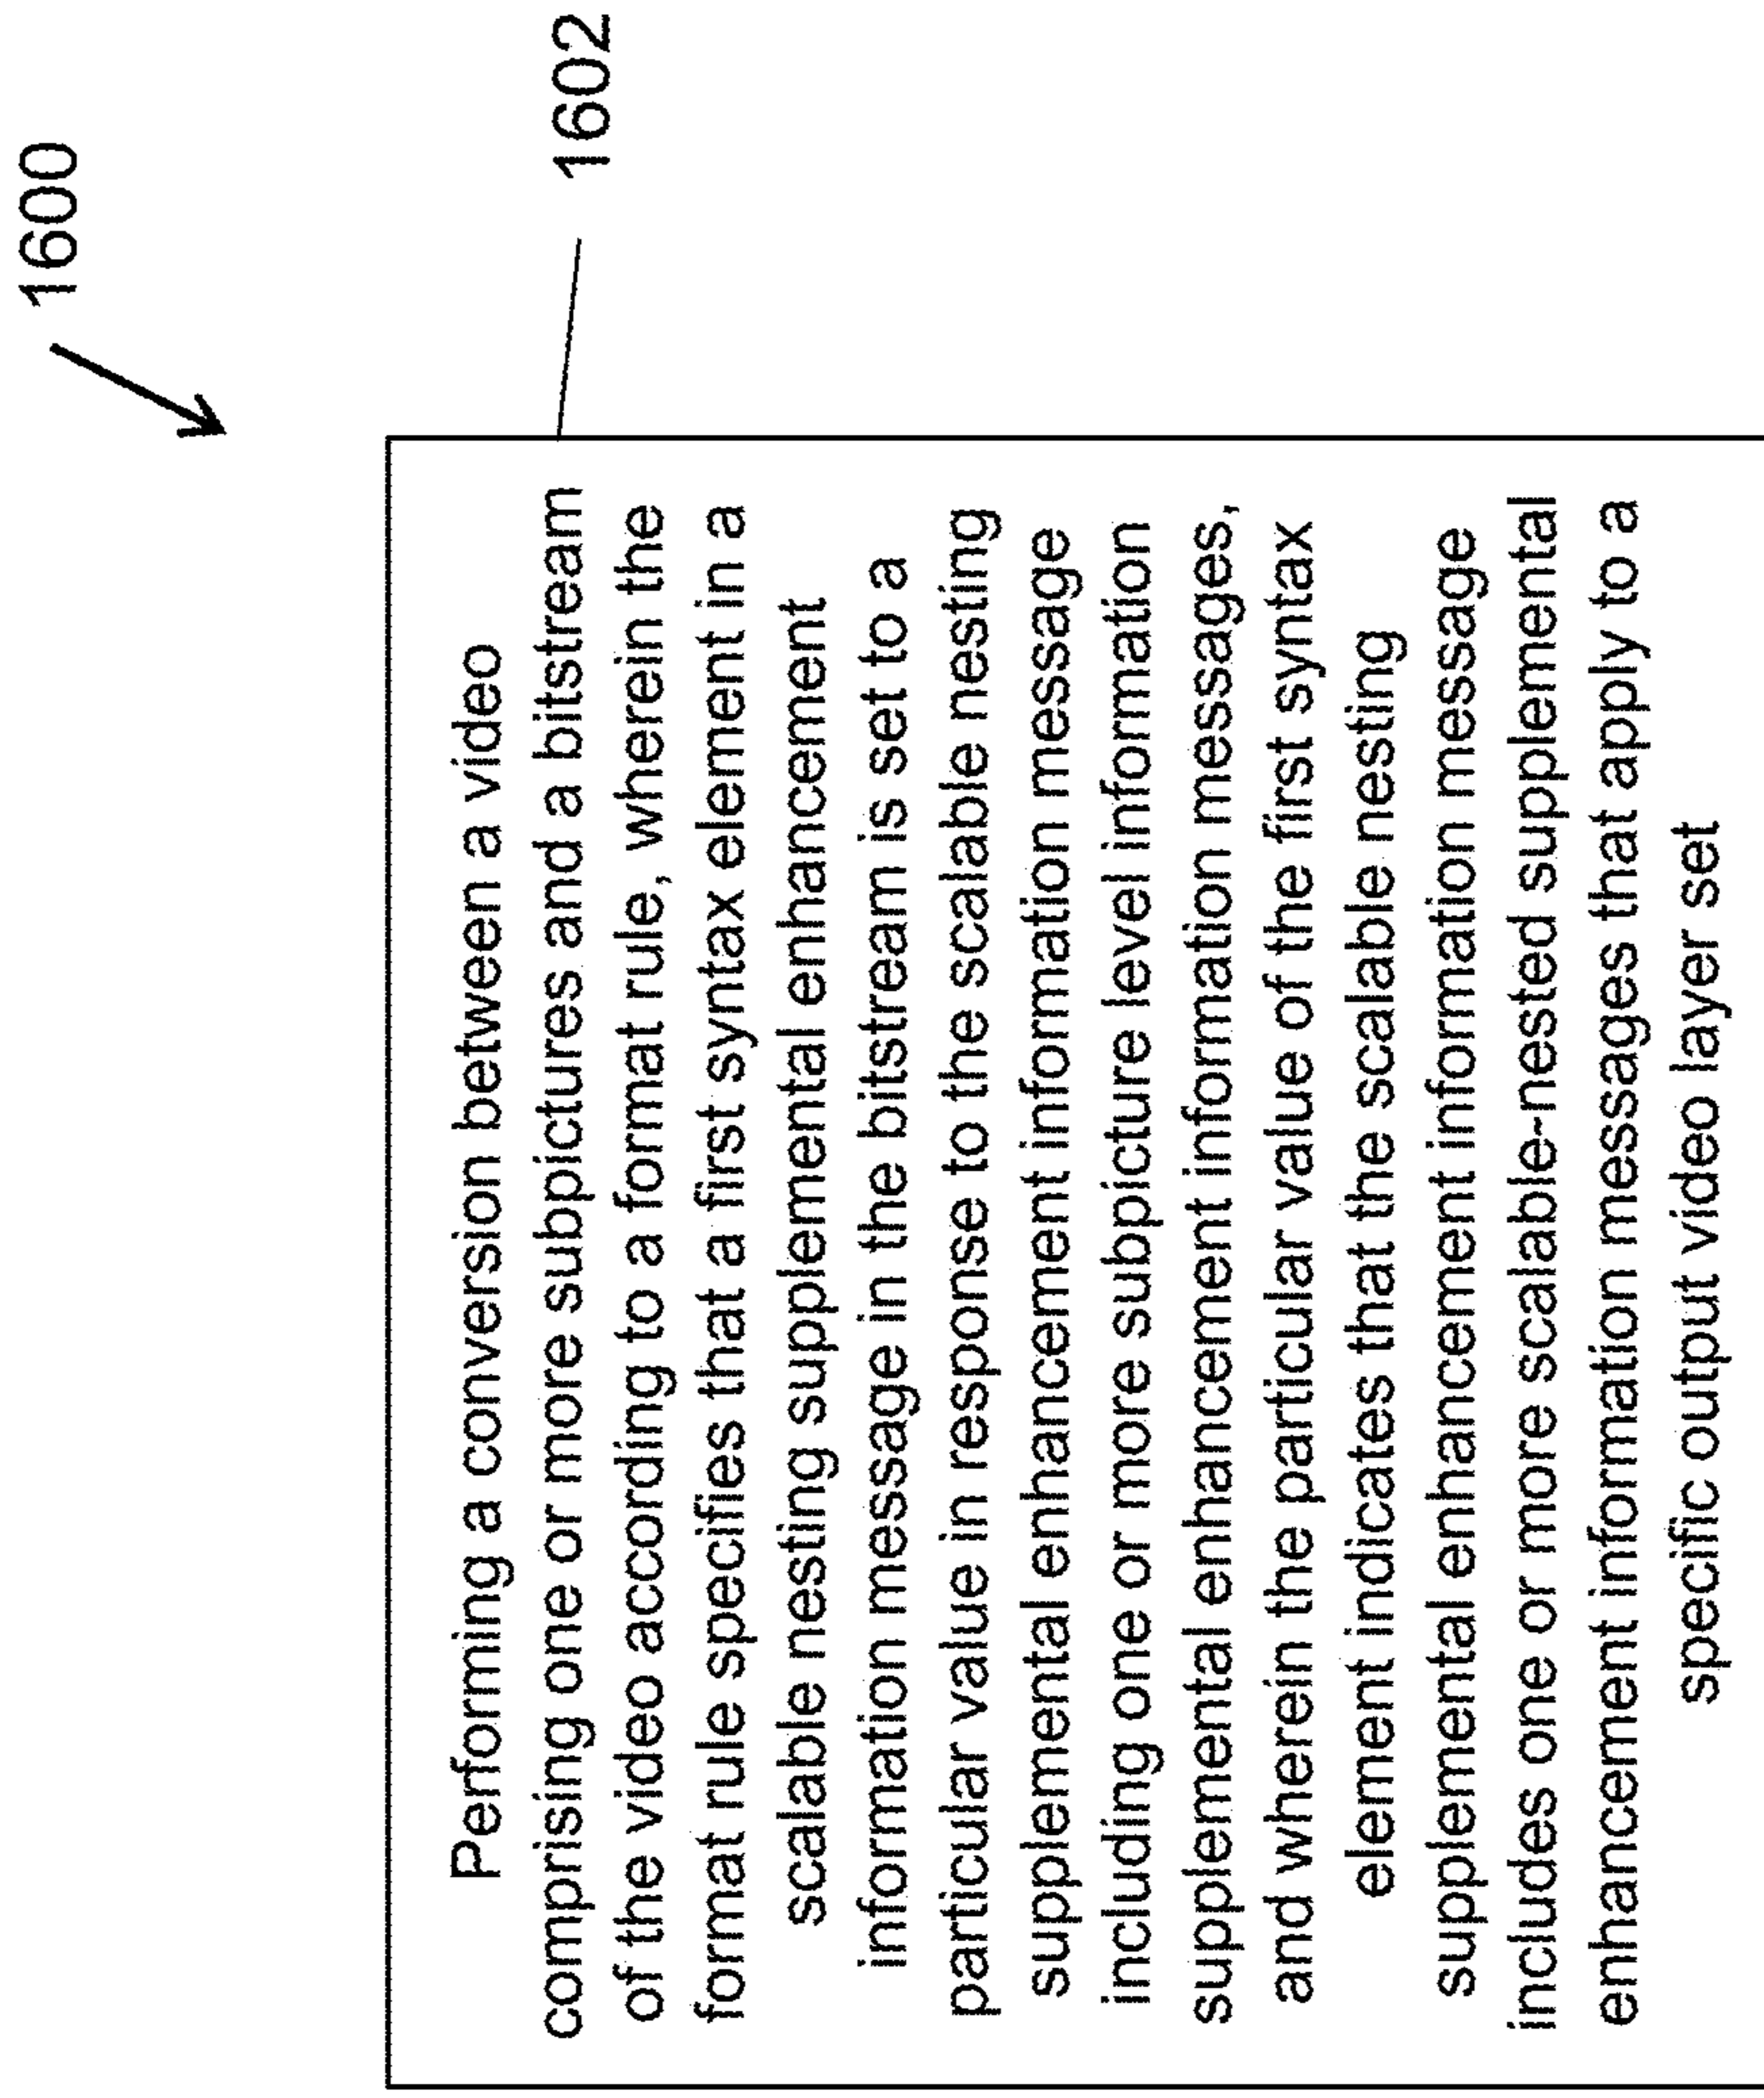 1600
1602
Performing a conversion between a video
comprising one or more subpictures and a bitstream
of the video according to a format rule, wherein the
format rule specifies that a first syntax element in a
scalable nesting supplemental enhancement
information message in the bitstream is set to a
particular value in response to the scalable nesting
supplemental enhancement information message
including one or more subpicture level information
supplemental enhancement information messages,
and wherein the particular value of the first syntax
element indicates that the scalable nesting
supplemental enhancement information message
includes one or more scalable-nested supplemental
enhancement information messages that apply to a
specific output video layer set